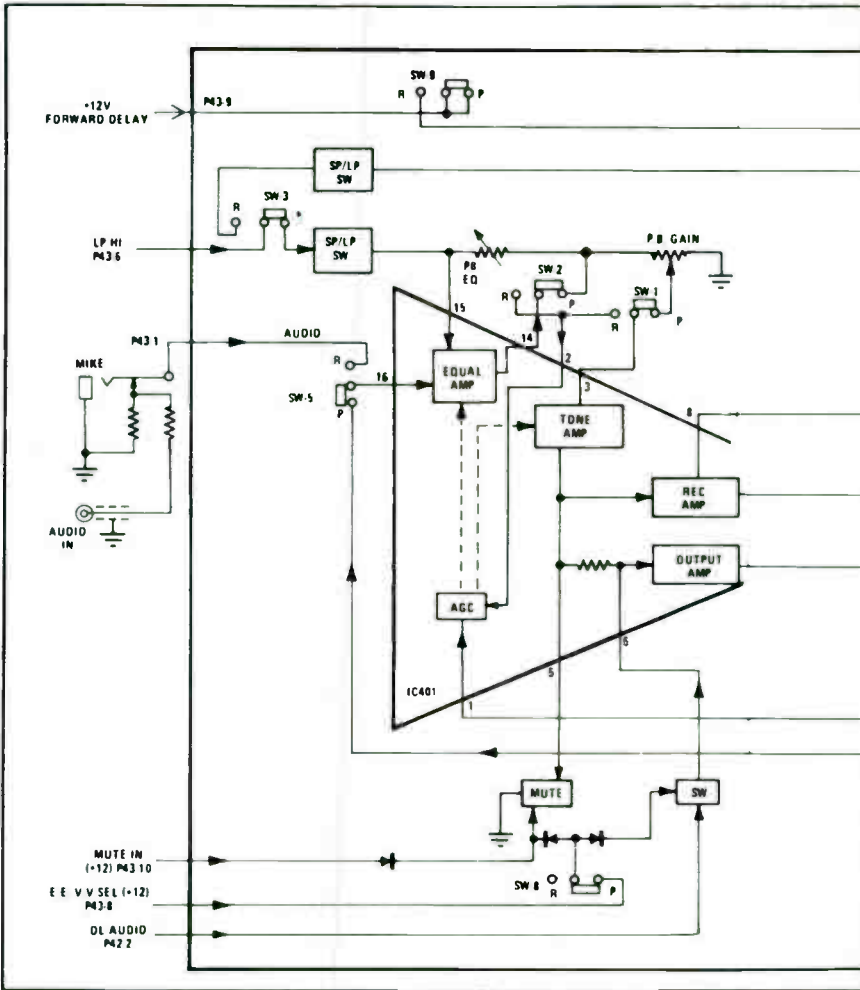 SW-9
R
P
+12V
FORWARD DELAY
P43-9
SP/LP
SW
SW-3
R
LP HI
P43-6
SP/LP
SW
PB
EQ
P.B GAIN
SW-2
R
P
SW-1
R
P
15
14
2
3
8
P43-1
AUDIO
MIKE
R
SW-5
P
16
EQUAL
AMP
TONE
AMP
REC
AMP
OUTPUT
AMP
AUDIO
IN
AGC
IC401
1
5
6
MUTE
SW
MUTE IN
(+12) P43-10
E E V V SEL (+12)
P43-8
SW-8
R
P
DL AUDIO
P42-2